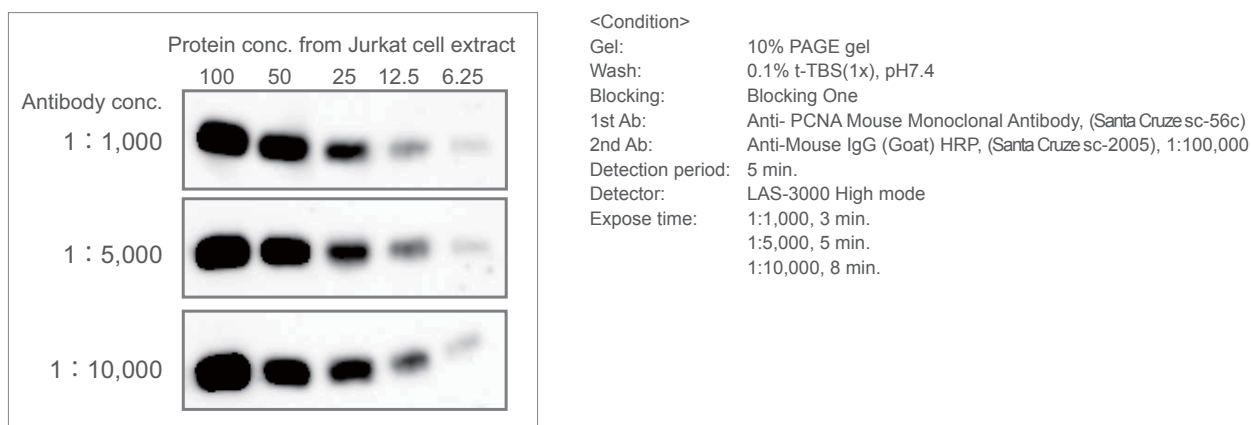 Protein conc. from Jurkat cell extract
100 50 25 12.5 6.25
Antibody conc.
1：1,000
1：5,000
1：10,000
<Condition>
Gel: 10% PAGE gel
Wash: 0.1% t-TBS(1x), pH7.4
Blocking: Blocking One
1st Ab: Anti- PCNA Mouse Monoclonal Antibody, (Santa Cruze sc-56c)
2nd Ab: Anti-Mouse IgG (Goat) HRP, (Santa Cruze sc-2005), 1:100,000
Detection period: 5 min.
Detector: LAS-3000 High mode
Expose time: 1:1,000, 3 min.
1:5,000, 5 min.
1:10,000, 8 min.